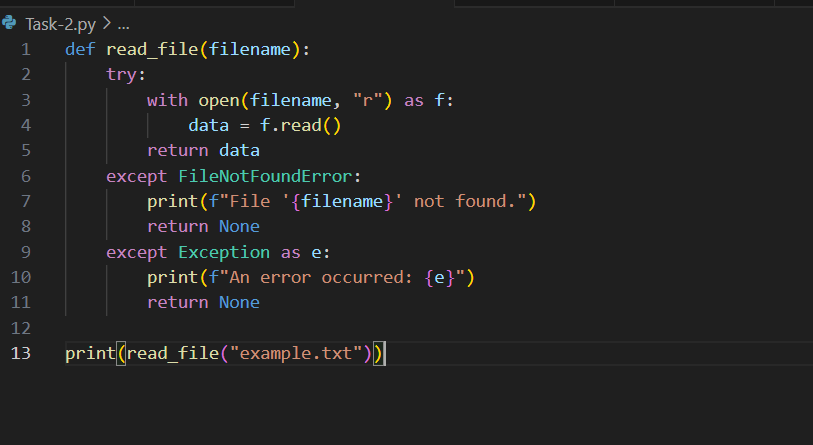 Task-2.py > ...
1 def read_file(filename):
2     try:
3         with open(filename, "r") as f:
4             data = f.read()
5         return data
6     except FileNotFoundError:
7         print(f"File '{filename}' not found.")
8         return None
9     except Exception as e:
10         print(f"An error occurred: {e}")
11         return None
12
13 print(read_file("example.txt"))